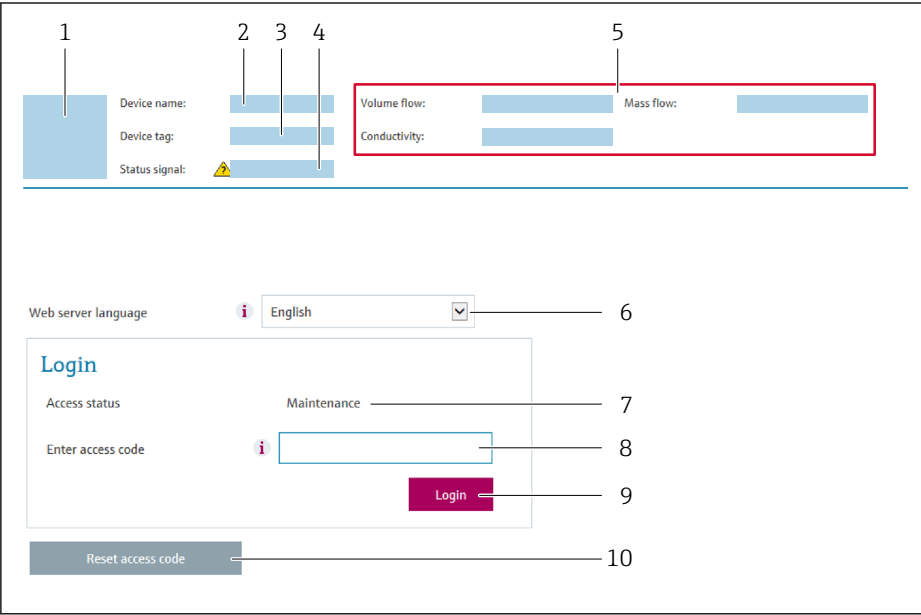 1 2 3 4 5
Device name: Volume flow: Mass flow:
Device tag: Conductivity:
Status signal: ?
Web server language i English 6
Login
Access status Maintenance 7
Enter access code i 8
Login 9
Reset access code 10